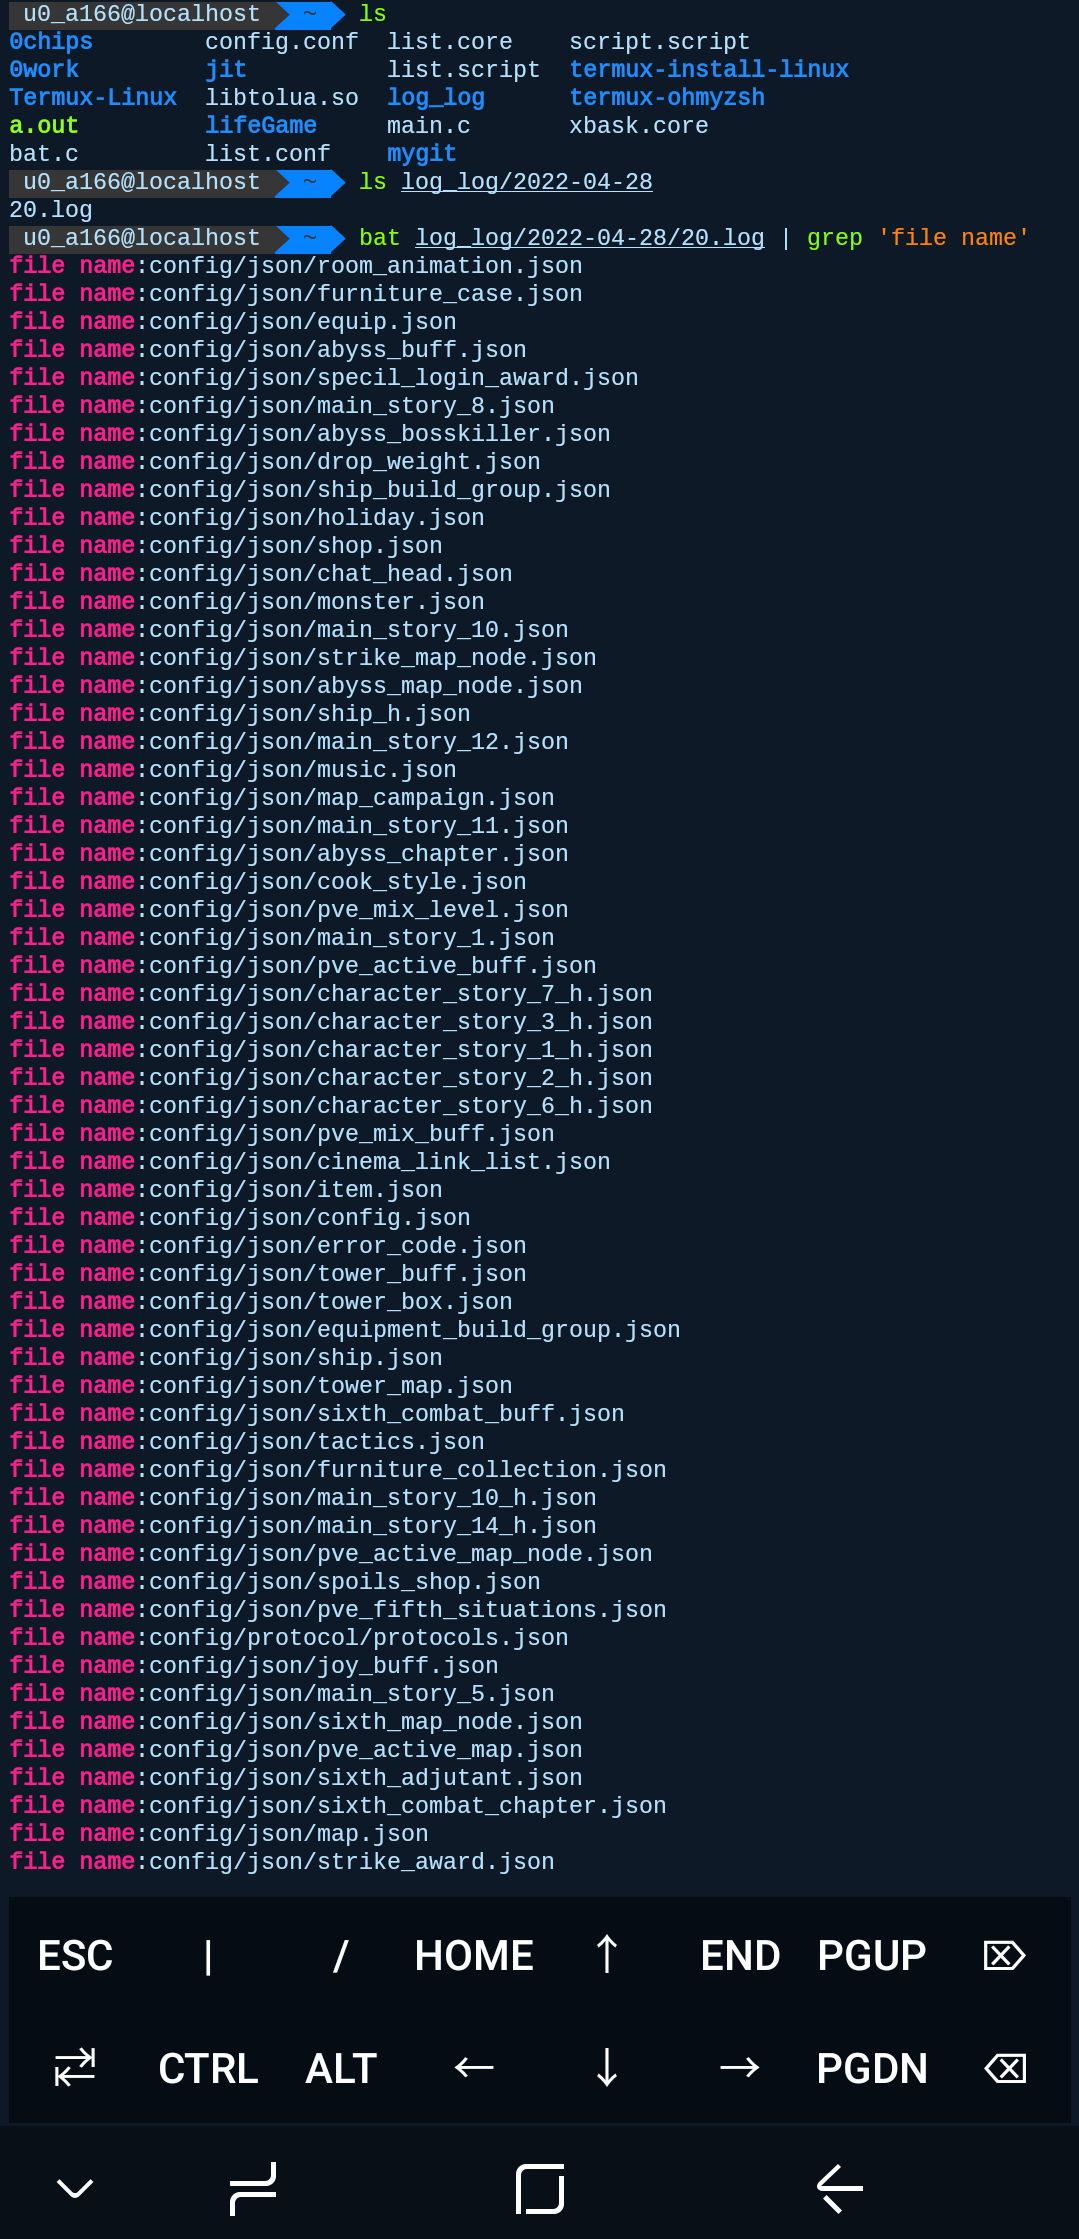 u0_a166@localhost ~ ls
0chips config.conf list.core script.script
0work jit list.script termux-install-linux
Termux-Linux libtolua.so log_log termux-ohmyzsh
a.out lifeGame main.c xbask.core
bat.c list.conf mygit
u0_a166@localhost ~ ls log_log/2022-04-28
20.log
u0_a166@localhost ~ bat log_log/2022-04-28/20.log | grep 'file name'
file name:config/json/room_animation.json
file name:config/json/furniture_case.json
file name:config/json/equip.json
file name:config/json/abyss_buff.json
file name:config/json/specil_login_award.json
file name:config/json/main_story_8.json
file name:config/json/abyss_bosskiller.json
file name:config/json/drop_weight.json
file name:config/json/ship_build_group.json
file name:config/json/holiday.json
file name:config/json/shop.json
file name:config/json/chat_head.json
file name:config/json/monster.json
file name:config/json/main_story_10.json
file name:config/json/strike_map_node.json
file name:config/json/abyss_map_node.json
file name:config/json/ship_h.json
file name:config/json/main_story_12.json
file name:config/json/music.json
file name:config/json/map_campaign.json
file name:config/json/main_story_11.json
file name:config/json/abyss_chapter.json
file name:config/json/cook_style.json
file name:config/json/pve_mix_level.json
file name:config/json/main_story_1.json
file name:config/json/pve_active_buff.json
file name:config/json/character_story_7_h.json
file name:config/json/character_story_3_h.json
file name:config/json/character_story_1_h.json
file name:config/json/character_story_2_h.json
file name:config/json/character_story_6_h.json
file name:config/json/pve_mix_buff.json
file name:config/json/cinema_link_list.json
file name:config/json/item.json
file name:config/json/config.json
file name:config/json/error_code.json
file name:config/json/tower_buff.json
file name:config/json/tower_box.json
file name:config/json/equipment_build_group.json
file name:config/json/ship.json
file name:config/json/tower_map.json
file name:config/json/sixth_combat_buff.json
file name:config/json/tactics.json
file name:config/json/furniture_collection.json
file name:config/json/main_story_10_h.json
file name:config/json/main_story_14_h.json
file name:config/json/pve_active_map_node.json
file name:config/json/spoils_shop.json
file name:config/json/pve_fifth_situations.json
file name:config/protocol/protocols.json
file name:config/json/joy_buff.json
file name:config/json/main_story_5.json
file name:config/json/sixth_map_node.json
file name:config/json/pve_active_map.json
file name:config/json/sixth_adjutant.json
file name:config/json/sixth_combat_chapter.json
file name:config/json/map.json
file name:config/json/strike_award.json
ESC | / HOME ↑ END PGUP ⌦
CTRL ALT ← ↓ → PGDN ⌫